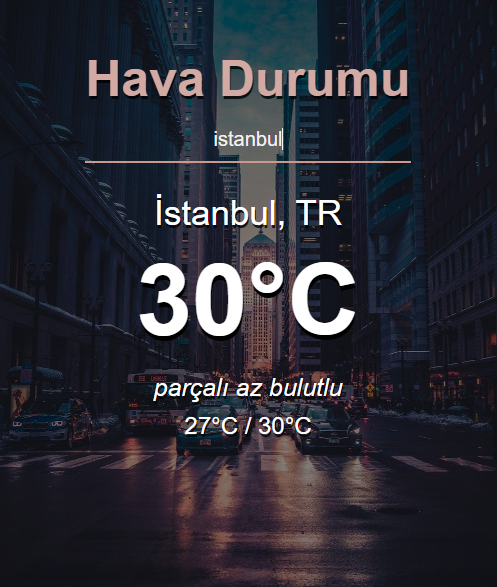 Hava Durumu
istanbul
İstanbul, TR
30°C
parçalı az bulutlu
27°C / 30°C